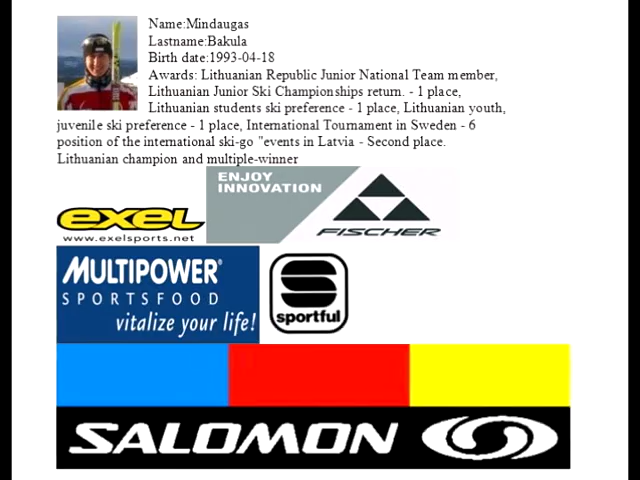 Name:Mindaugas
Lastname:Bakula
Birth date:1993-04-18
Awards: Lithuanian Republic Junior National Team member,
Lithuanian Junior Ski Championships return. - 1 place,
Lithuanian students ski preference - 1 place, Lithuanian youth,
juvenile ski preference - 1 place, International Tournament in Sweden - 6
position of the international ski-go "events in Latvia - Second place.
Lithuanian champion and multiple-winner
ENJOY
INNOVATION
EXEL
www.exelsports.net
FISCHER
MULTIPOWER®
SPORTSFOOD
vitalize your life!
sportful
SALOMON